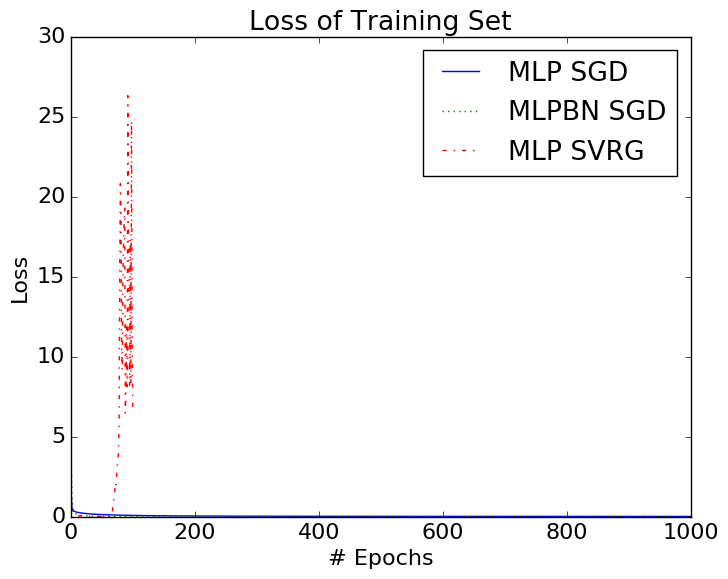 Loss of Training Set
30
25
20
15
10
5
0
Loss
MLP SGD
MLPBN SGD
MLP SVRG
0 200 400 600 800 1000
# Epochs